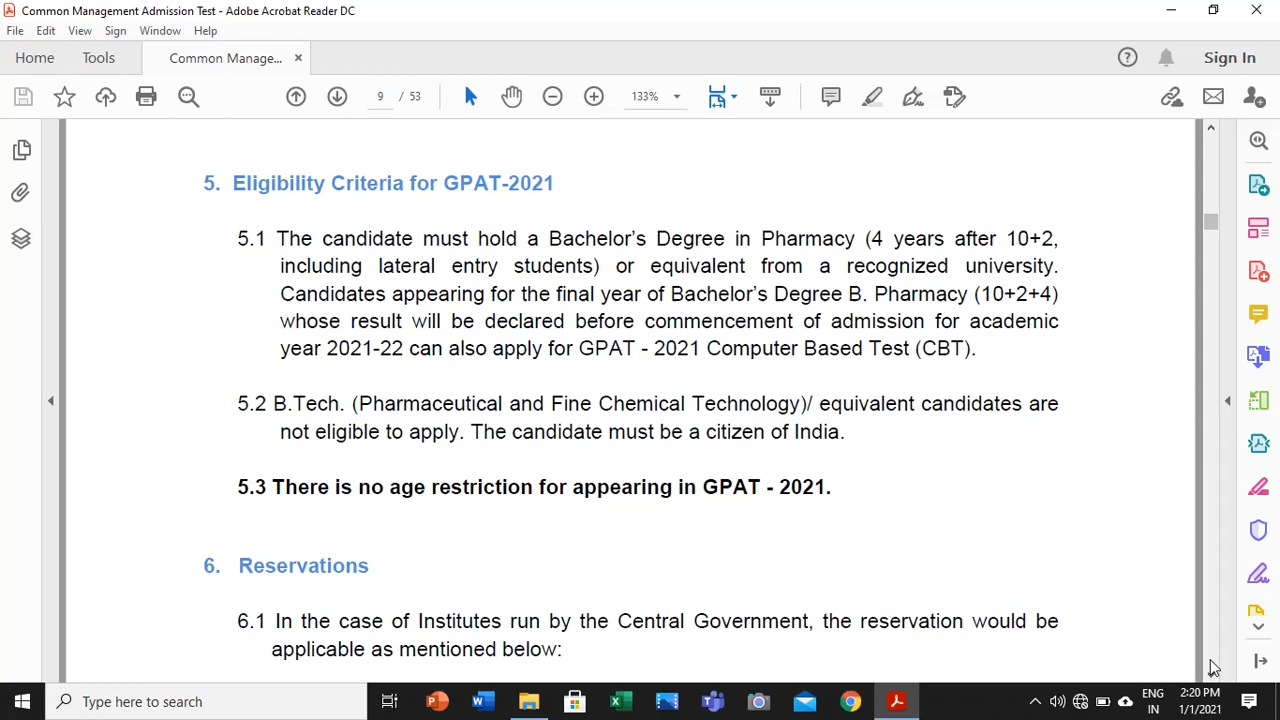 Common Management Admission Test - Adobe Acrobat Reader DC
File Edit View Sign Window Help
Home Tools Common Manage... × Sign In
9 / 53 133%
5. Eligibility Criteria for GPAT-2021
5.1 The candidate must hold a Bachelor's Degree in Pharmacy (4 years after 10+2,
including lateral entry students) or equivalent from a recognized university.
Candidates appearing for the final year of Bachelor's Degree B. Pharmacy (10+2+4)
whose result will be declared before commencement of admission for academic
year 2021-22 can also apply for GPAT - 2021 Computer Based Test (CBT).
5.2 B.Tech. (Pharmaceutical and Fine Chemical Technology)/ equivalent candidates are
not eligible to apply. The candidate must be a citizen of India.
5.3 There is no age restriction for appearing in GPAT - 2021.
6. Reservations
6.1 In the case of Institutes run by the Central Government, the reservation would be
applicable as mentioned below:
Type here to search
ENG
IN
2:20 PM
1/1/2021